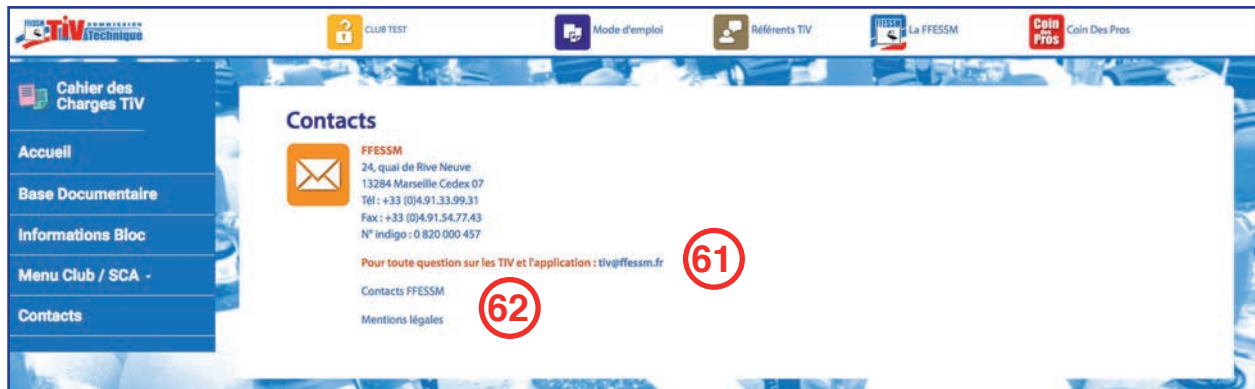 FFESSM TiV COMMISSION Technique
CLUB TEST
Mode d'emploi
Référents TIV
FFESSM La FFESSM
Coin des Pros Coin Des Pros
Cahier des
Charges TIV
Accueil
Base Documentaire
Informations Bloc
Menu Club / SCA -
Contacts
Contacts
FFESSM
24, quai de Rive Neuve
13284 Marseille Cedex 07
Tél : +33 (0)4.91.33.99.31
Fax : +33 (0)4.91.54.77.43
N° indigo : 0 820 000 457
Pour toute question sur les TIV et l'application : tiv@ffessm.fr
61
Contacts FFESSM
62
Mentions légales